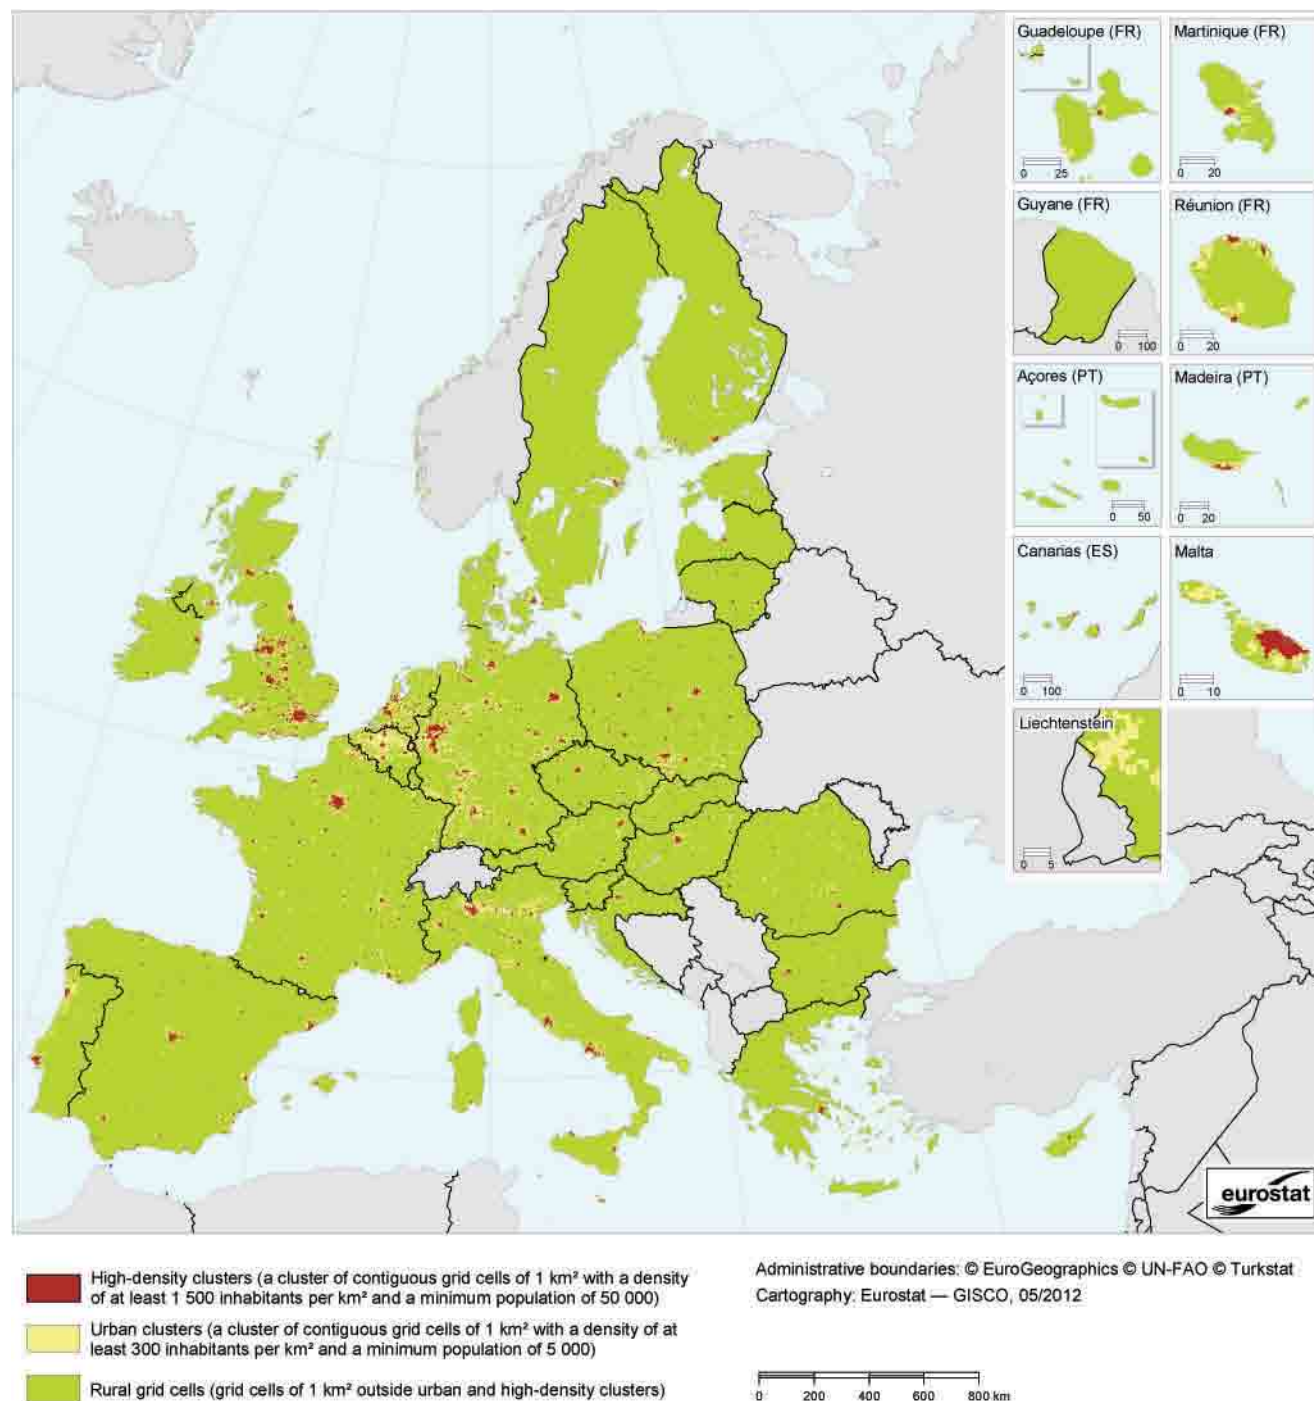 Guadeloupe (FR)
Martinique (FR)
0 25
0 20
Guyane (FR)
Réunion (FR)
0 100
0 20
Açores (PT)
Madeira (PT)
0 50
0 20
Canarias (ES)
Malta
0 100
0 10
Liechtenstein
0 5
eurostat
High-density clusters (a cluster of contiguous grid cells of 1 km² with a density
of at least 1 500 inhabitants per km² and a minimum population of 50 000)
Urban clusters (a cluster of contiguous grid cells of 1 km² with a density of at
least 300 inhabitants per km² and a minimum population of 5 000)
Rural grid cells (grid cells of 1 km² outside urban and high-density clusters)
Administrative boundaries: © EuroGeographics © UN-FAO © Turkstat
Cartography: Eurostat — GISCO, 05/2012
0 200 400 600 800 km